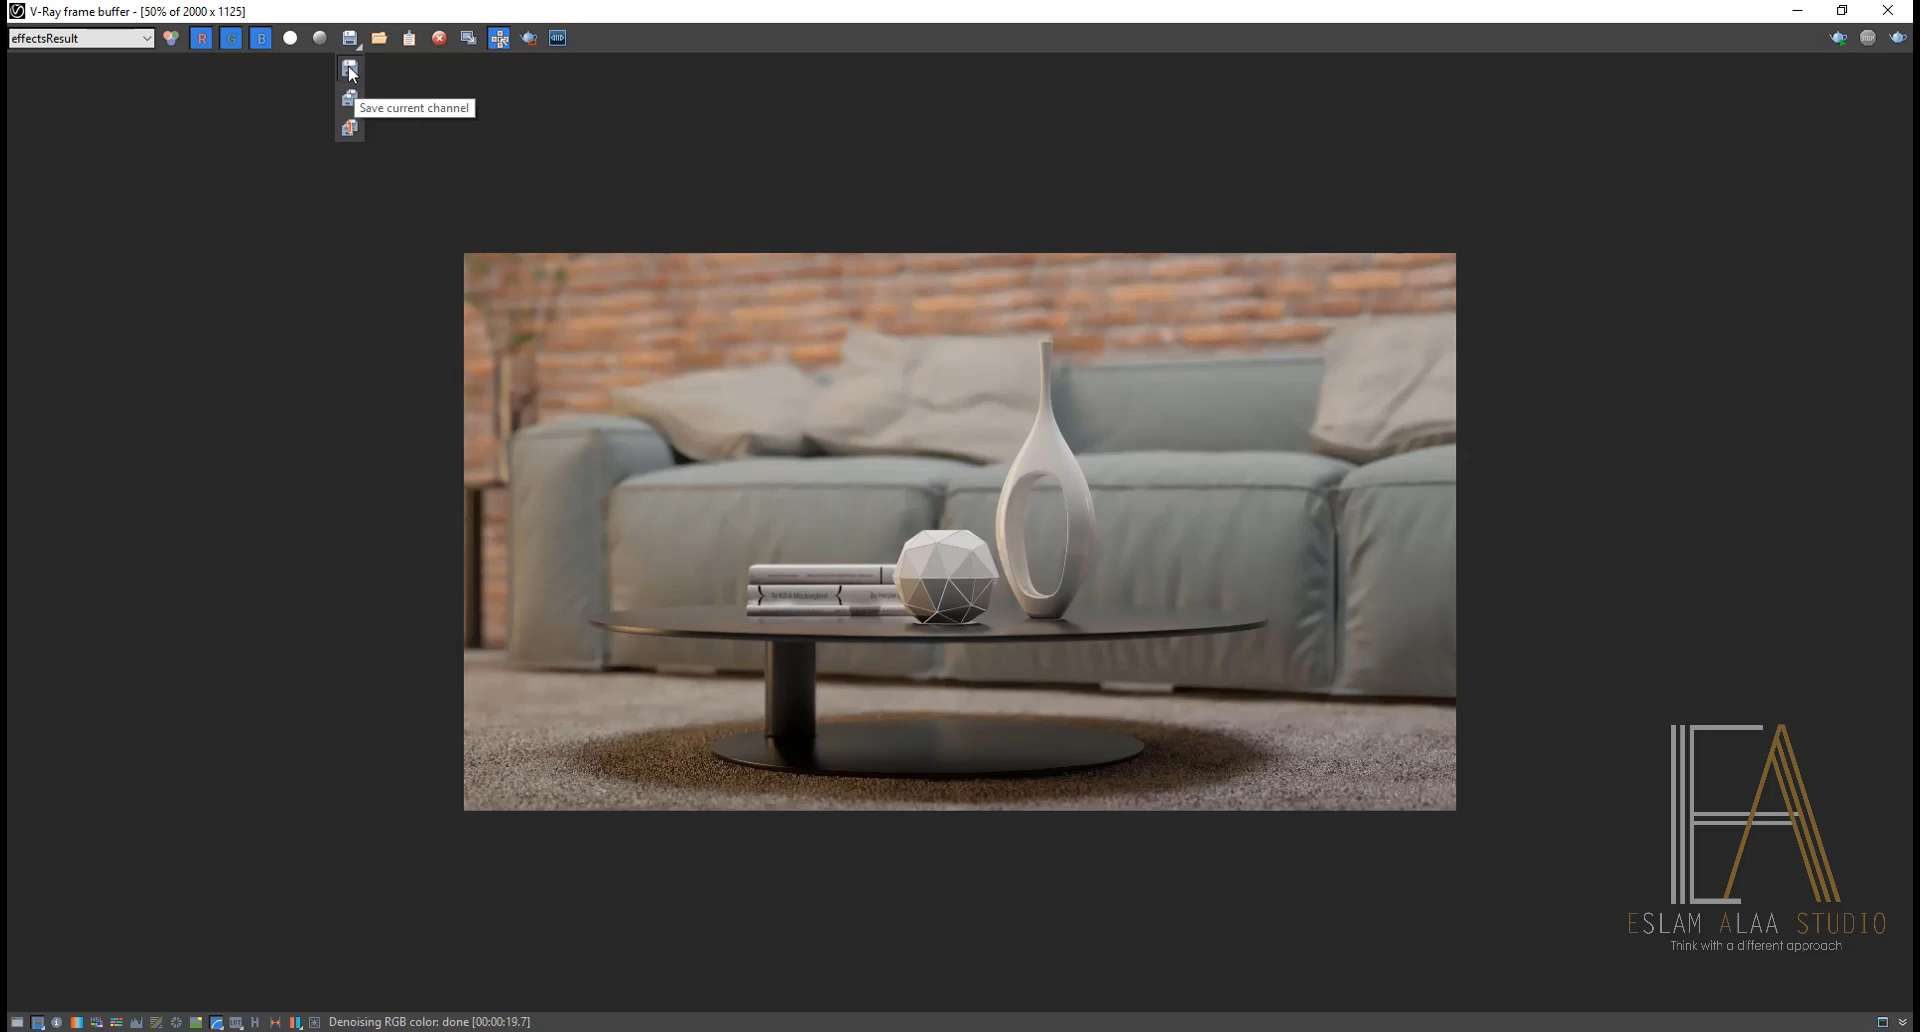 V-Ray frame buffer - [50% of 2000 x 1125]
effectsResult
R
G
B
STOP
Save current channel
ESLAM ALAA STUDIO
Think with a different approach
H
Denoising RGB color: done [00:00:19.7]